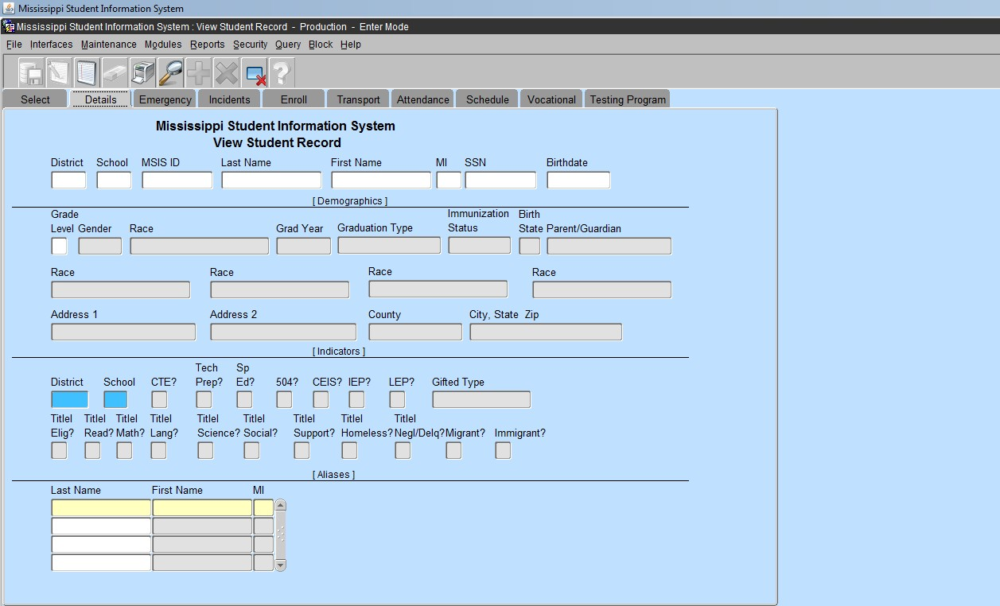 Mississippi Student Information System
Mississippi Student Information System : View Student Record - Production - Enter Mode
File Interfaces Maintenance Modules Reports Security Query Block Help
Select Details Emergency Incidents Enroll Transport Attendance Schedule Vocational Testing Program
Mississippi Student Information System
View Student Record
District School MSIS ID Last Name First Name MI SSN Birthdate
[ Demographics ]
Grade Immunization Birth
Level Gender Race Grad Year Graduation Type Status State Parent/Guardian
Race Race Race Race
Address 1 Address 2 County City, State Zip
[ Indicators ]
Tech Sp
District School CTE? Prep? Ed? 504? CEIS? IEP? LEP? Gifted Type
TitleI TitleI TitleI TitleI TitleI TitleI TitleI TitleI TitleI
Elig? Read? Math? Lang? Science? Social? Support? Homeless? Negl/Delq? Migrant? Immigrant?
[ Aliases ]
Last Name First Name MI